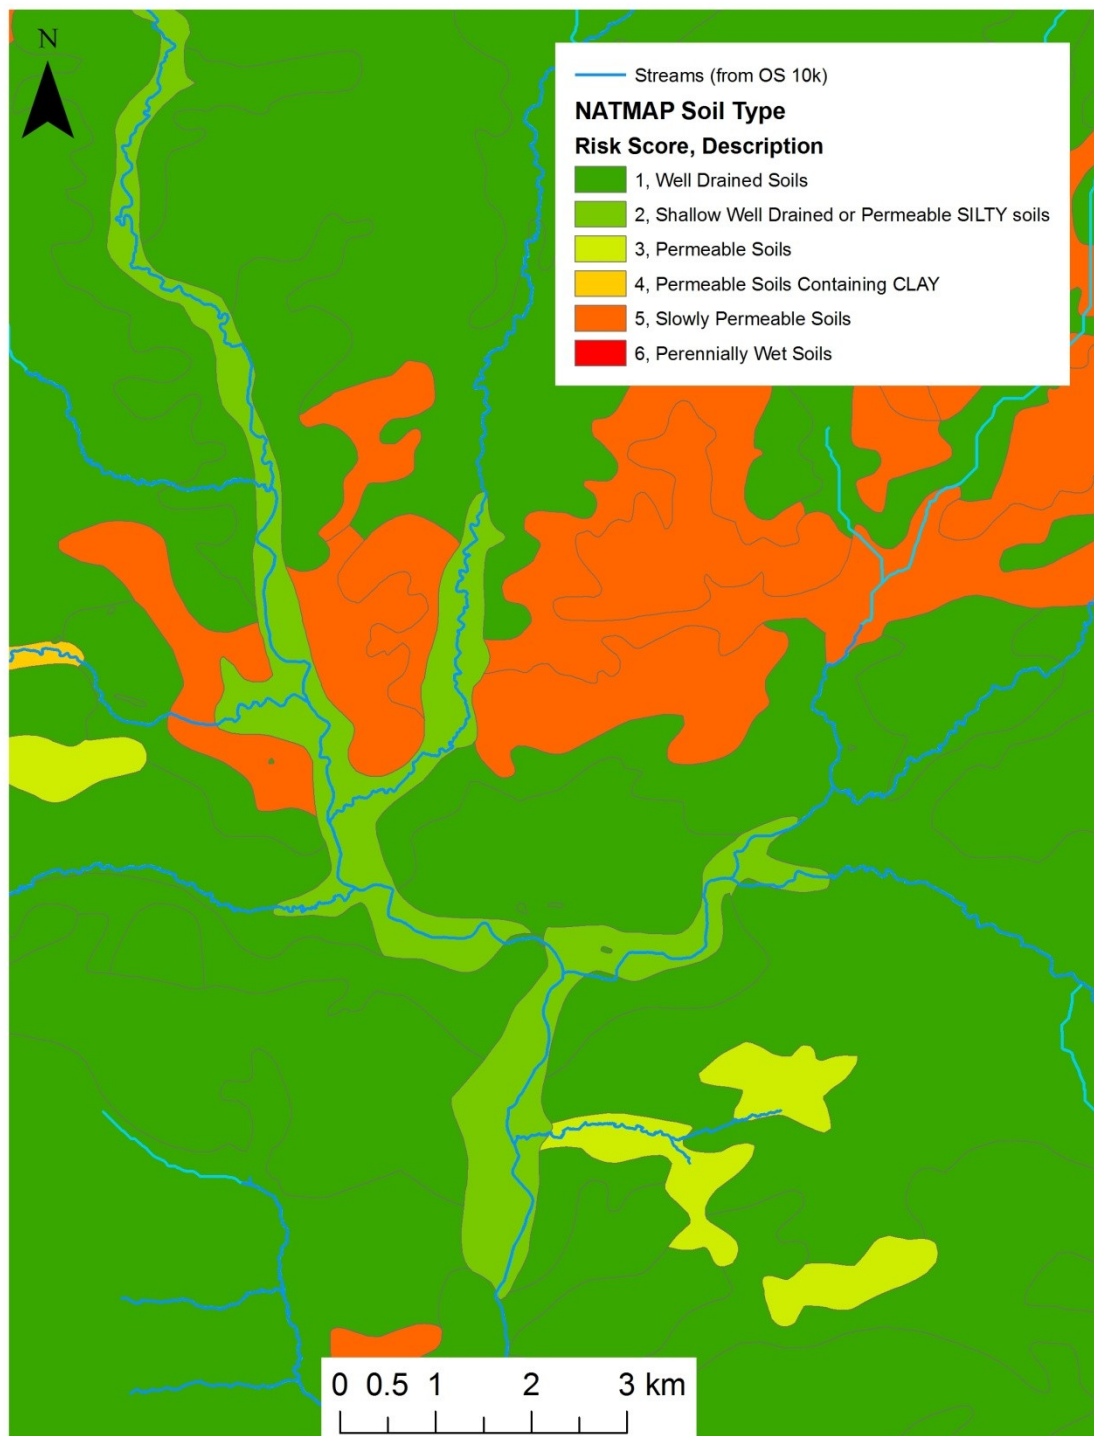 N
Streams (from OS 10k)
NATMAP Soil Type
Risk Score, Description
1, Well Drained Soils
2, Shallow Well Drained or Permeable SILTY soils
3, Permeable Soils
4, Permeable Soils Containing CLAY
5, Slowly Permeable Soils
6, Perennially Wet Soils
0 0.5 1 2 3 km